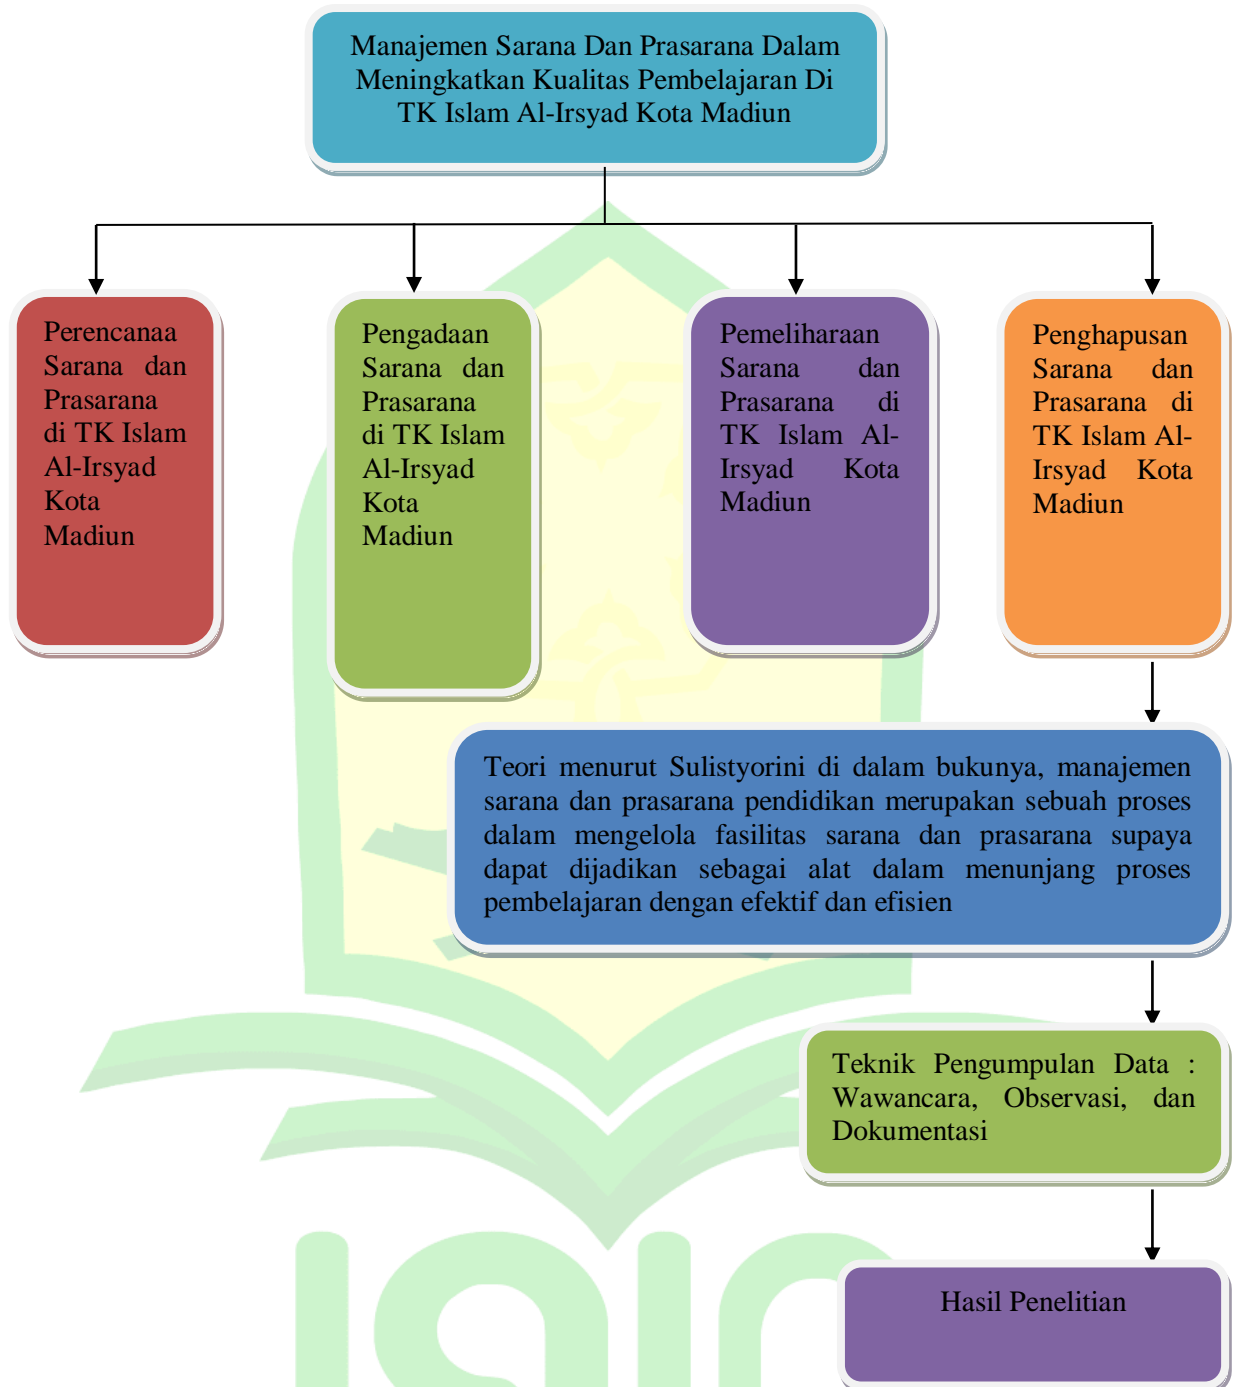 Manajemen Sarana Dan Prasarana Dalam
Meningkatkan Kualitas Pembelajaran Di
TK Islam Al-Irsyad Kota Madiun
Perencanaa
Sarana dan
Prasarana
di TK Islam
Al-Irsyad
Kota
Madiun
Pengadaan
Sarana dan
Prasarana
di TK Islam
Al-Irsyad
Kota
Madiun
Pemeliharaan
Sarana dan
Prasarana di
TK Islam Al-
Irsyad Kota
Madiun
Penghapusan
Sarana dan
Prasarana di
TK Islam Al-
Irsyad Kota
Madiun
Teori menurut Sulistyorini di dalam bukunya, manajemen
sarana dan prasarana pendidikan merupakan sebuah proses
dalam mengelola fasilitas sarana dan prasarana supaya
dapat dijadikan sebagai alat dalam menunjang proses
pembelajaran dengan efektif dan efisien
Teknik Pengumpulan Data :
Wawancara, Observasi, dan
Dokumentasi
Hasil Penelitian
iain